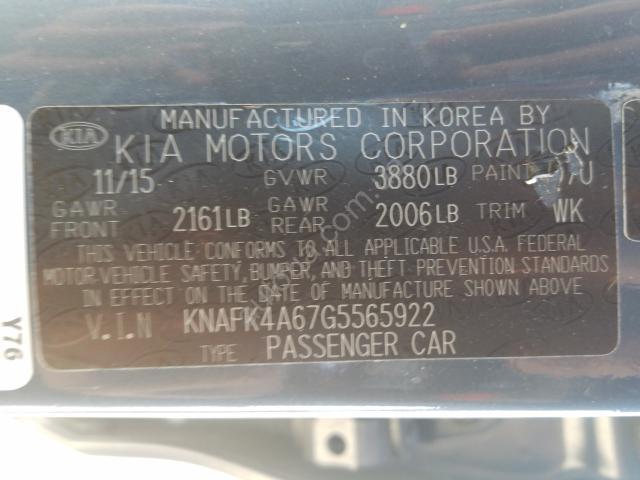 MANUFACTURED IN KOREA BY
KIA KIA MOTORS CORPORATION
11/15 GVWR 3880LB PAINT /U
GAWR FRONT 2161LB GAWR REAR 2006LB TRIM WK
THIS VEHICLE CONFORMS TO ALL APPLICABLE U.S.A. FEDERAL
MOTOR VEHICLE SAFETY, BUMPER, AND THEFT PREVENTION STANDARDS
IN EFFECT ON THE DATE OF MANUFACTURE SHOWN ABOVE
V.I.N KNAFK4A67G5565922
TYPE PASSENGER CAR
Y76